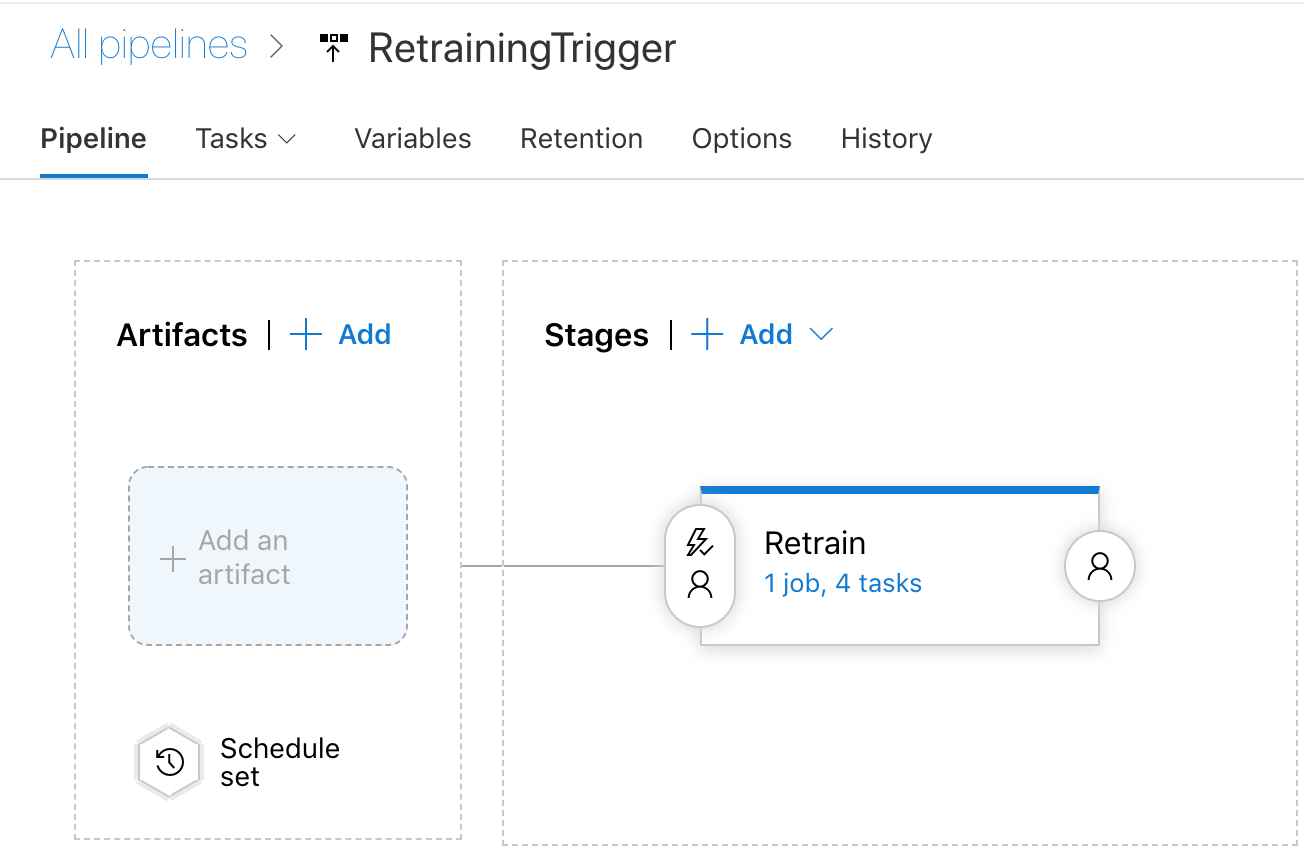 All pipelines > RetrainingTrigger
Pipeline Tasks Variables Retention Options History
Artifacts | + Add
Stages | + Add
+ Add an
artifact
Retrain
1 job, 4 tasks
Schedule
set